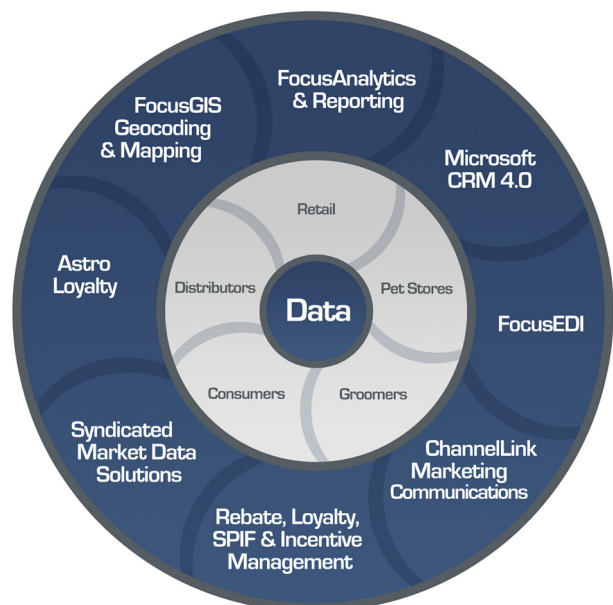 FocusAnalytics
& Reporting
FocusGIS
Geocoding
& Mapping
Microsoft
CRM 4.0
Retail
Astro
Loyalty
Distributors
Data
Pet Stores
FocusEDI
Consumers
Groomers
Syndicated
Market Data
Solutions
ChannelLink
Marketing
Communications
Rebate, Loyalty,
SPIF & Incentive
Management